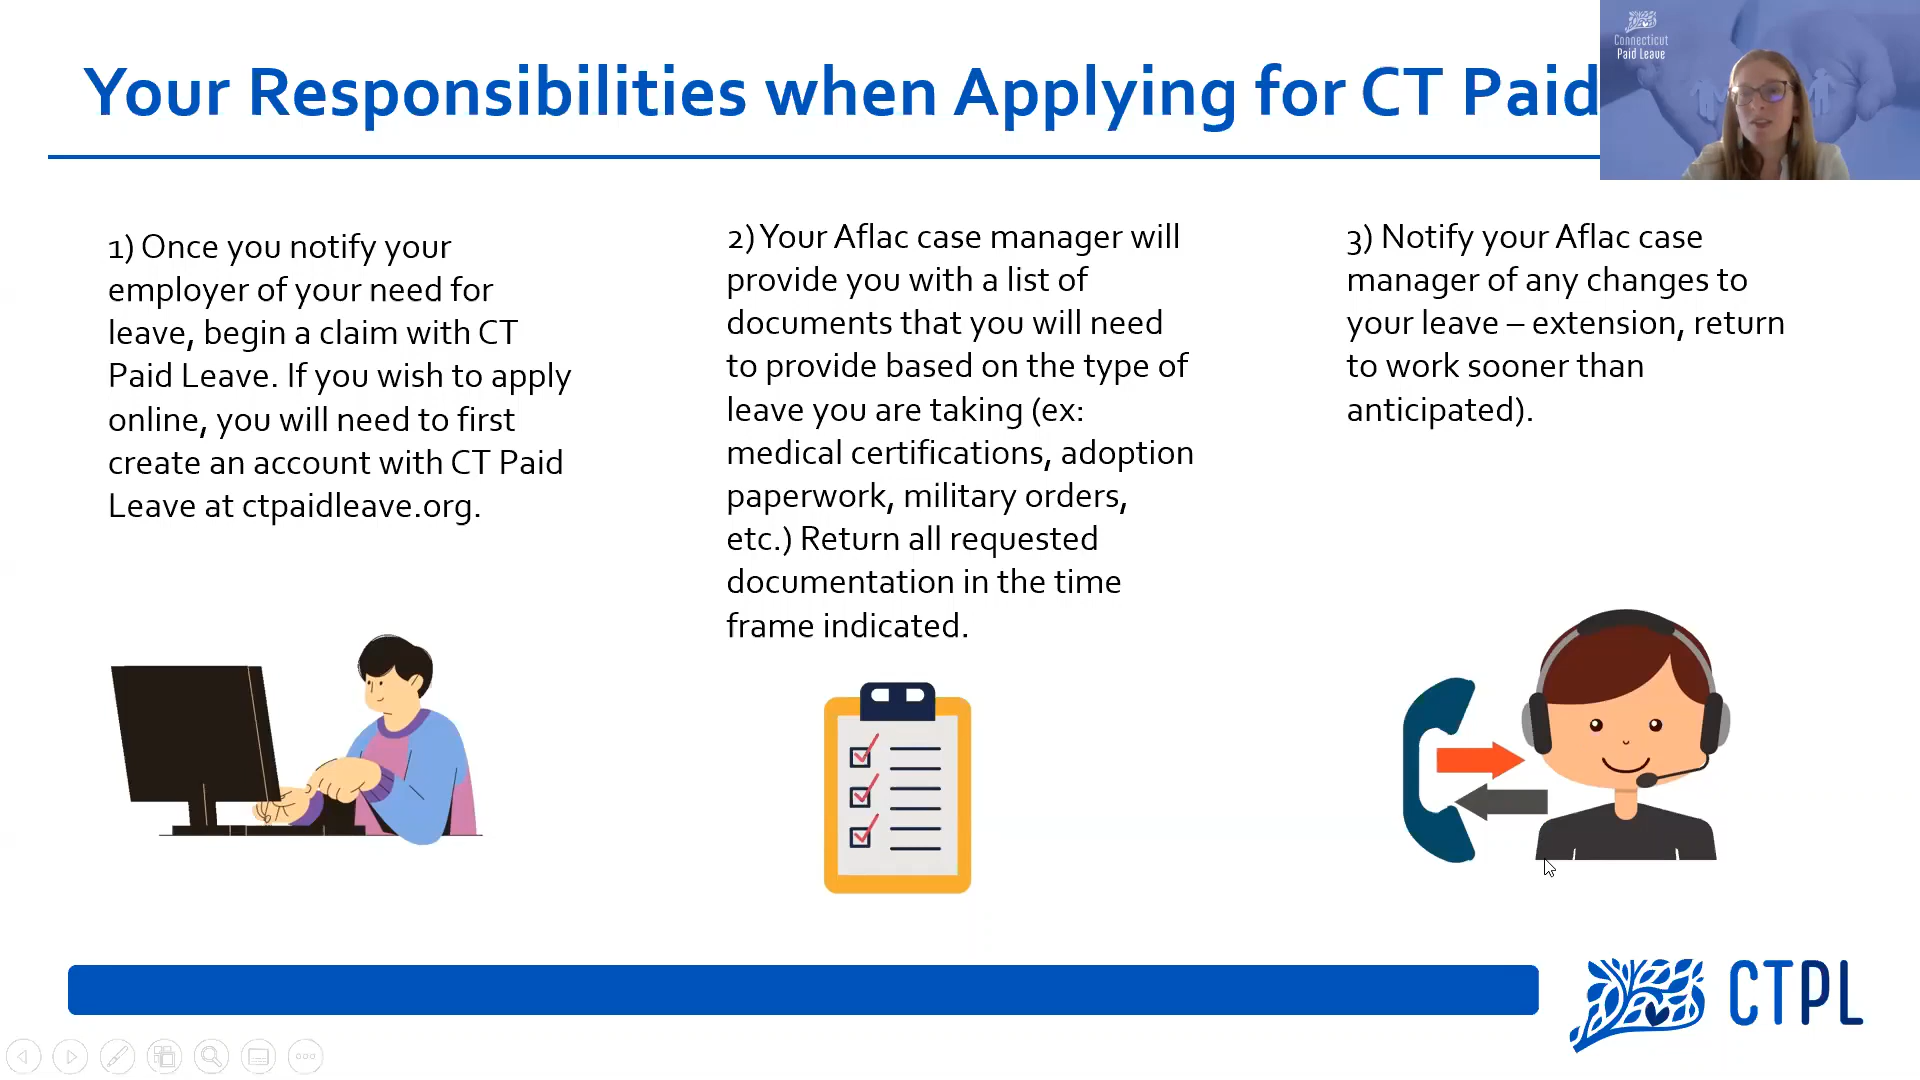 Your Responsibilities when Applying for CT Paid
Connecticut
Paid Leave
1) Once you notify your
employer of your need for
leave, begin a claim with CT
Paid Leave. If you wish to apply
online, you will need to first
create an account with CT Paid
Leave at ctpaidleave.org.
2) Your Aflac case manager will
provide you with a list of
documents that you will need
to provide based on the type of
leave you are taking (ex:
medical certifications, adoption
paperwork, military orders,
etc.) Return all requested
documentation in the time
frame indicated.
3) Notify your Aflac case
manager of any changes to
your leave – extension, return
to work sooner than
anticipated).
CTPL